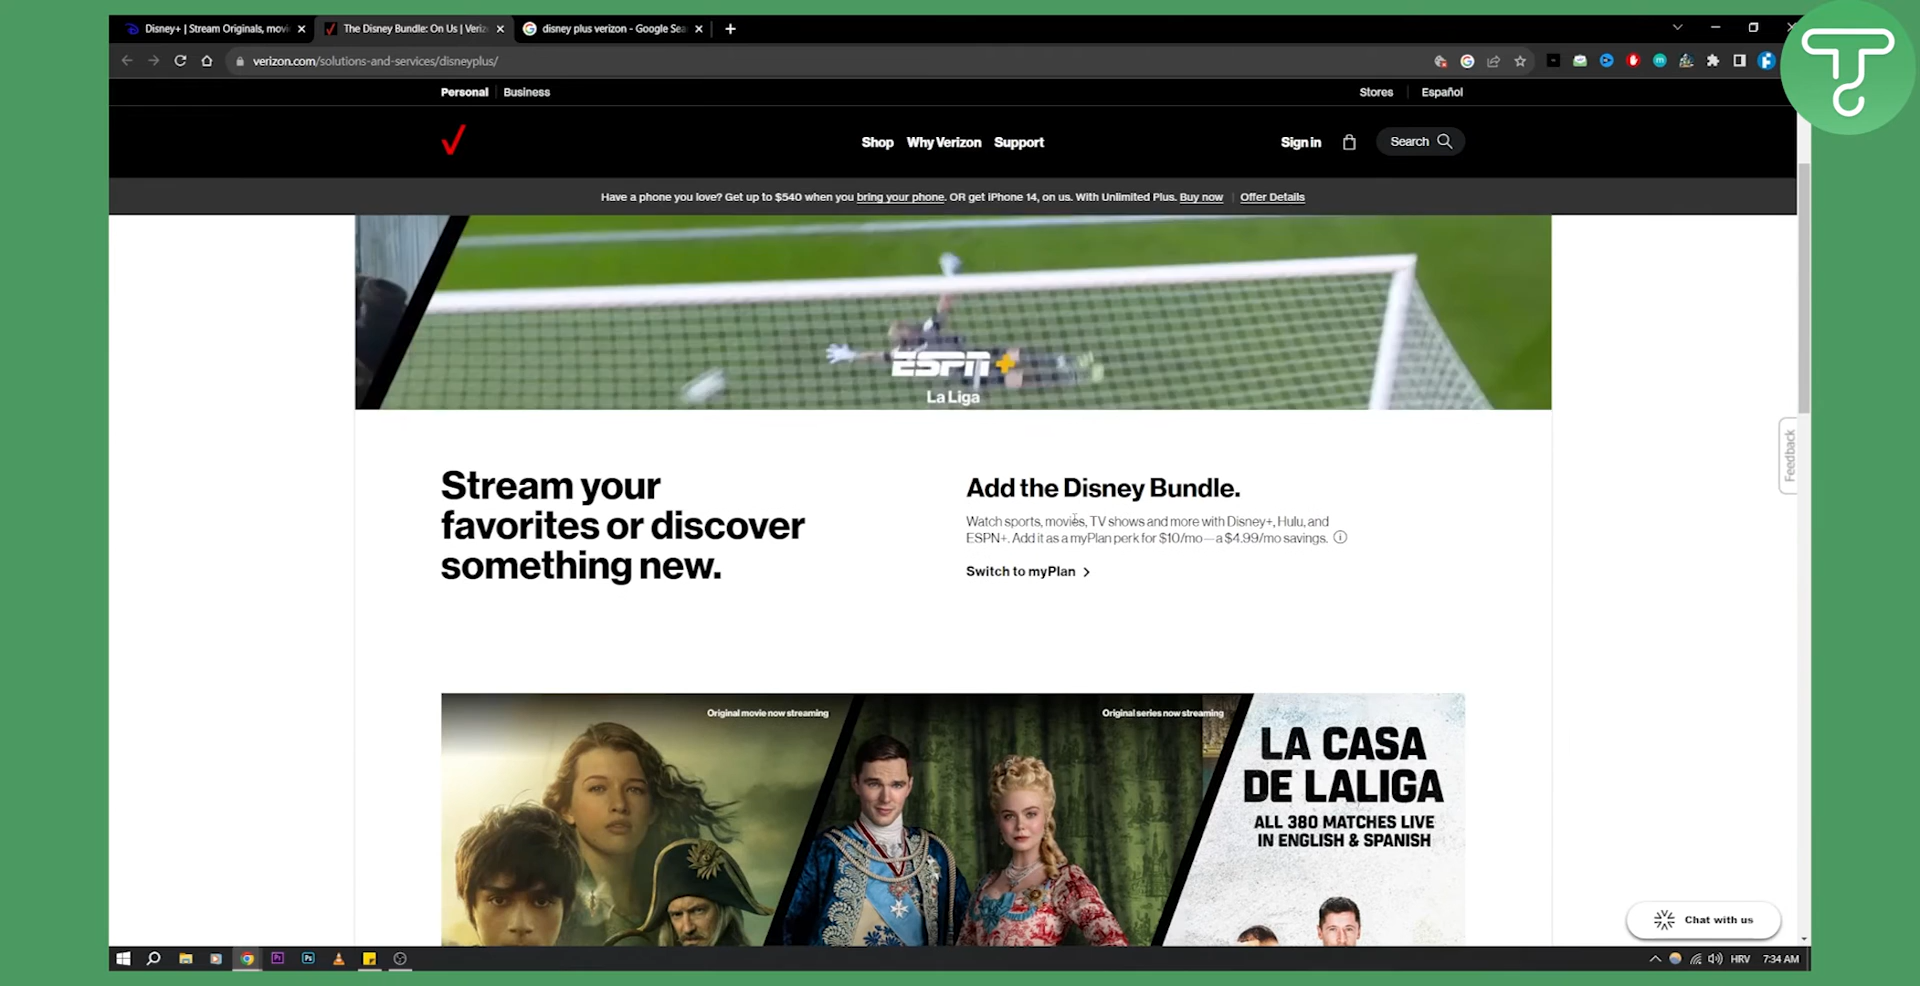 Disney+ | Stream Originals, movi
The Disney Bundle: On Us | Veriz
disney plus verizon - Google Sea
verizon.com/solutions-and-services/disneyplus/
Personal
Business
Stores
Español
Shop
Why Verizon
Support
Sign in
Search
Have a phone you love? Get up to $540 when you bring your phone. OR get iPhone 14, on us. With Unlimited Plus. Buy now
Offer Details
ESPN+
La Liga
Stream your
favorites or discover
something new.
Add the Disney Bundle.
Watch sports, movies, TV shows and more with Disney+, Hulu, and
ESPN+. Add it as a myPlan perk for $10/mo—a $4.99/mo savings.
Switch to myPlan
Feedback
Original movie now streaming
Original series now streaming
LA CASA
DE LALIGA
ALL 380 MATCHES LIVE
IN ENGLISH & SPANISH
Chat with us
HRV
7:34 AM